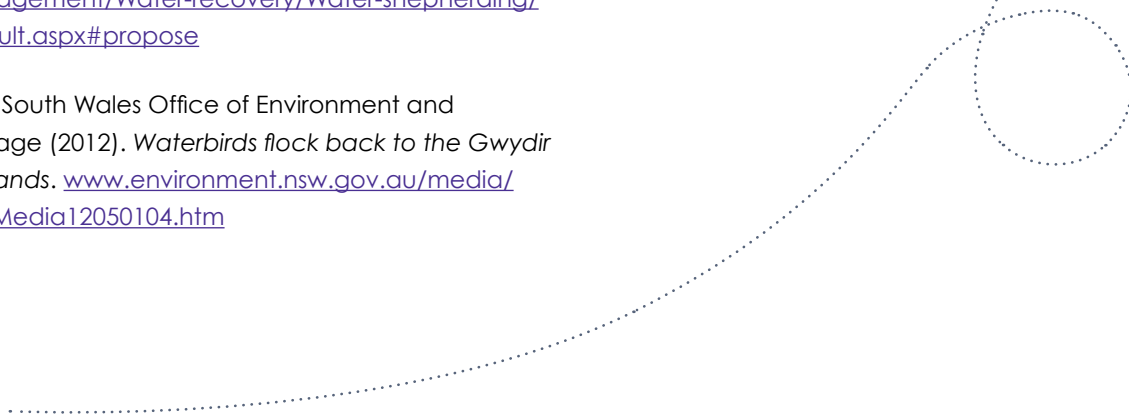 agement/Water-recovery/Water-shepherding/
ult.aspx#propose
South Wales Office of Environment and
age (2012). Waterbirds flock back to the Gwydir
ands. www.environment.nsw.gov.au/media/
Media12050104.htm